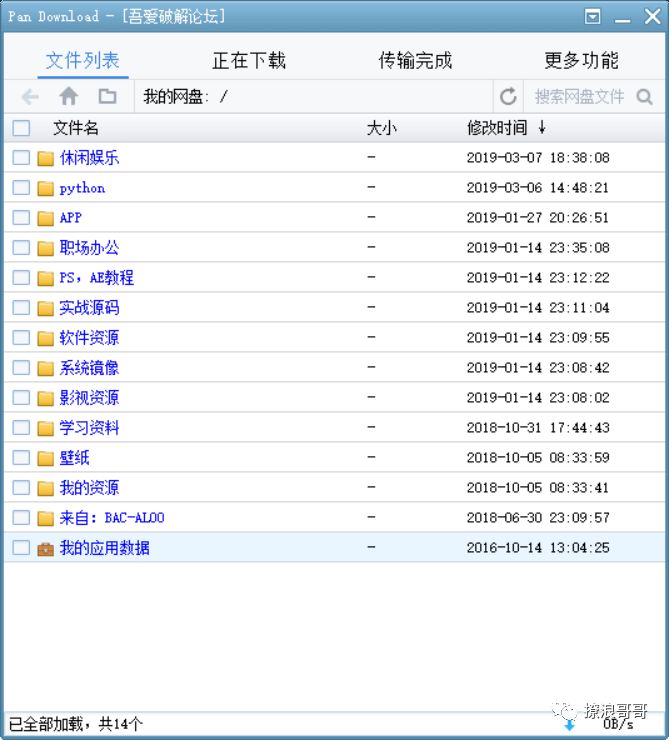 Pan Download - [吾爱破解论坛]
文件列表 正在下载 传输完成 更多功能
我的网盘: / 搜索网盘文件
文件名 大小 修改时间 ↓
休闲娱乐 - 2019-03-07 18:38:08
python - 2019-03-06 14:48:21
APP - 2019-01-27 20:26:51
职场办公 - 2019-01-14 23:35:08
PS，AE教程 - 2019-01-14 23:12:22
实战源码 - 2019-01-14 23:11:04
软件资源 - 2019-01-14 23:09:55
系统镜像 - 2019-01-14 23:08:42
影视资源 - 2019-01-14 23:08:02
学习资料 - 2018-10-31 17:44:43
壁纸 - 2018-10-05 08:33:59
我的资源 - 2018-10-05 08:33:41
来自：BAC-AL00 - 2018-06-30 23:09:57
我的应用数据 - 2016-10-14 13:04:25
撩浪哥哥
已全部加载，共14个 0B/s